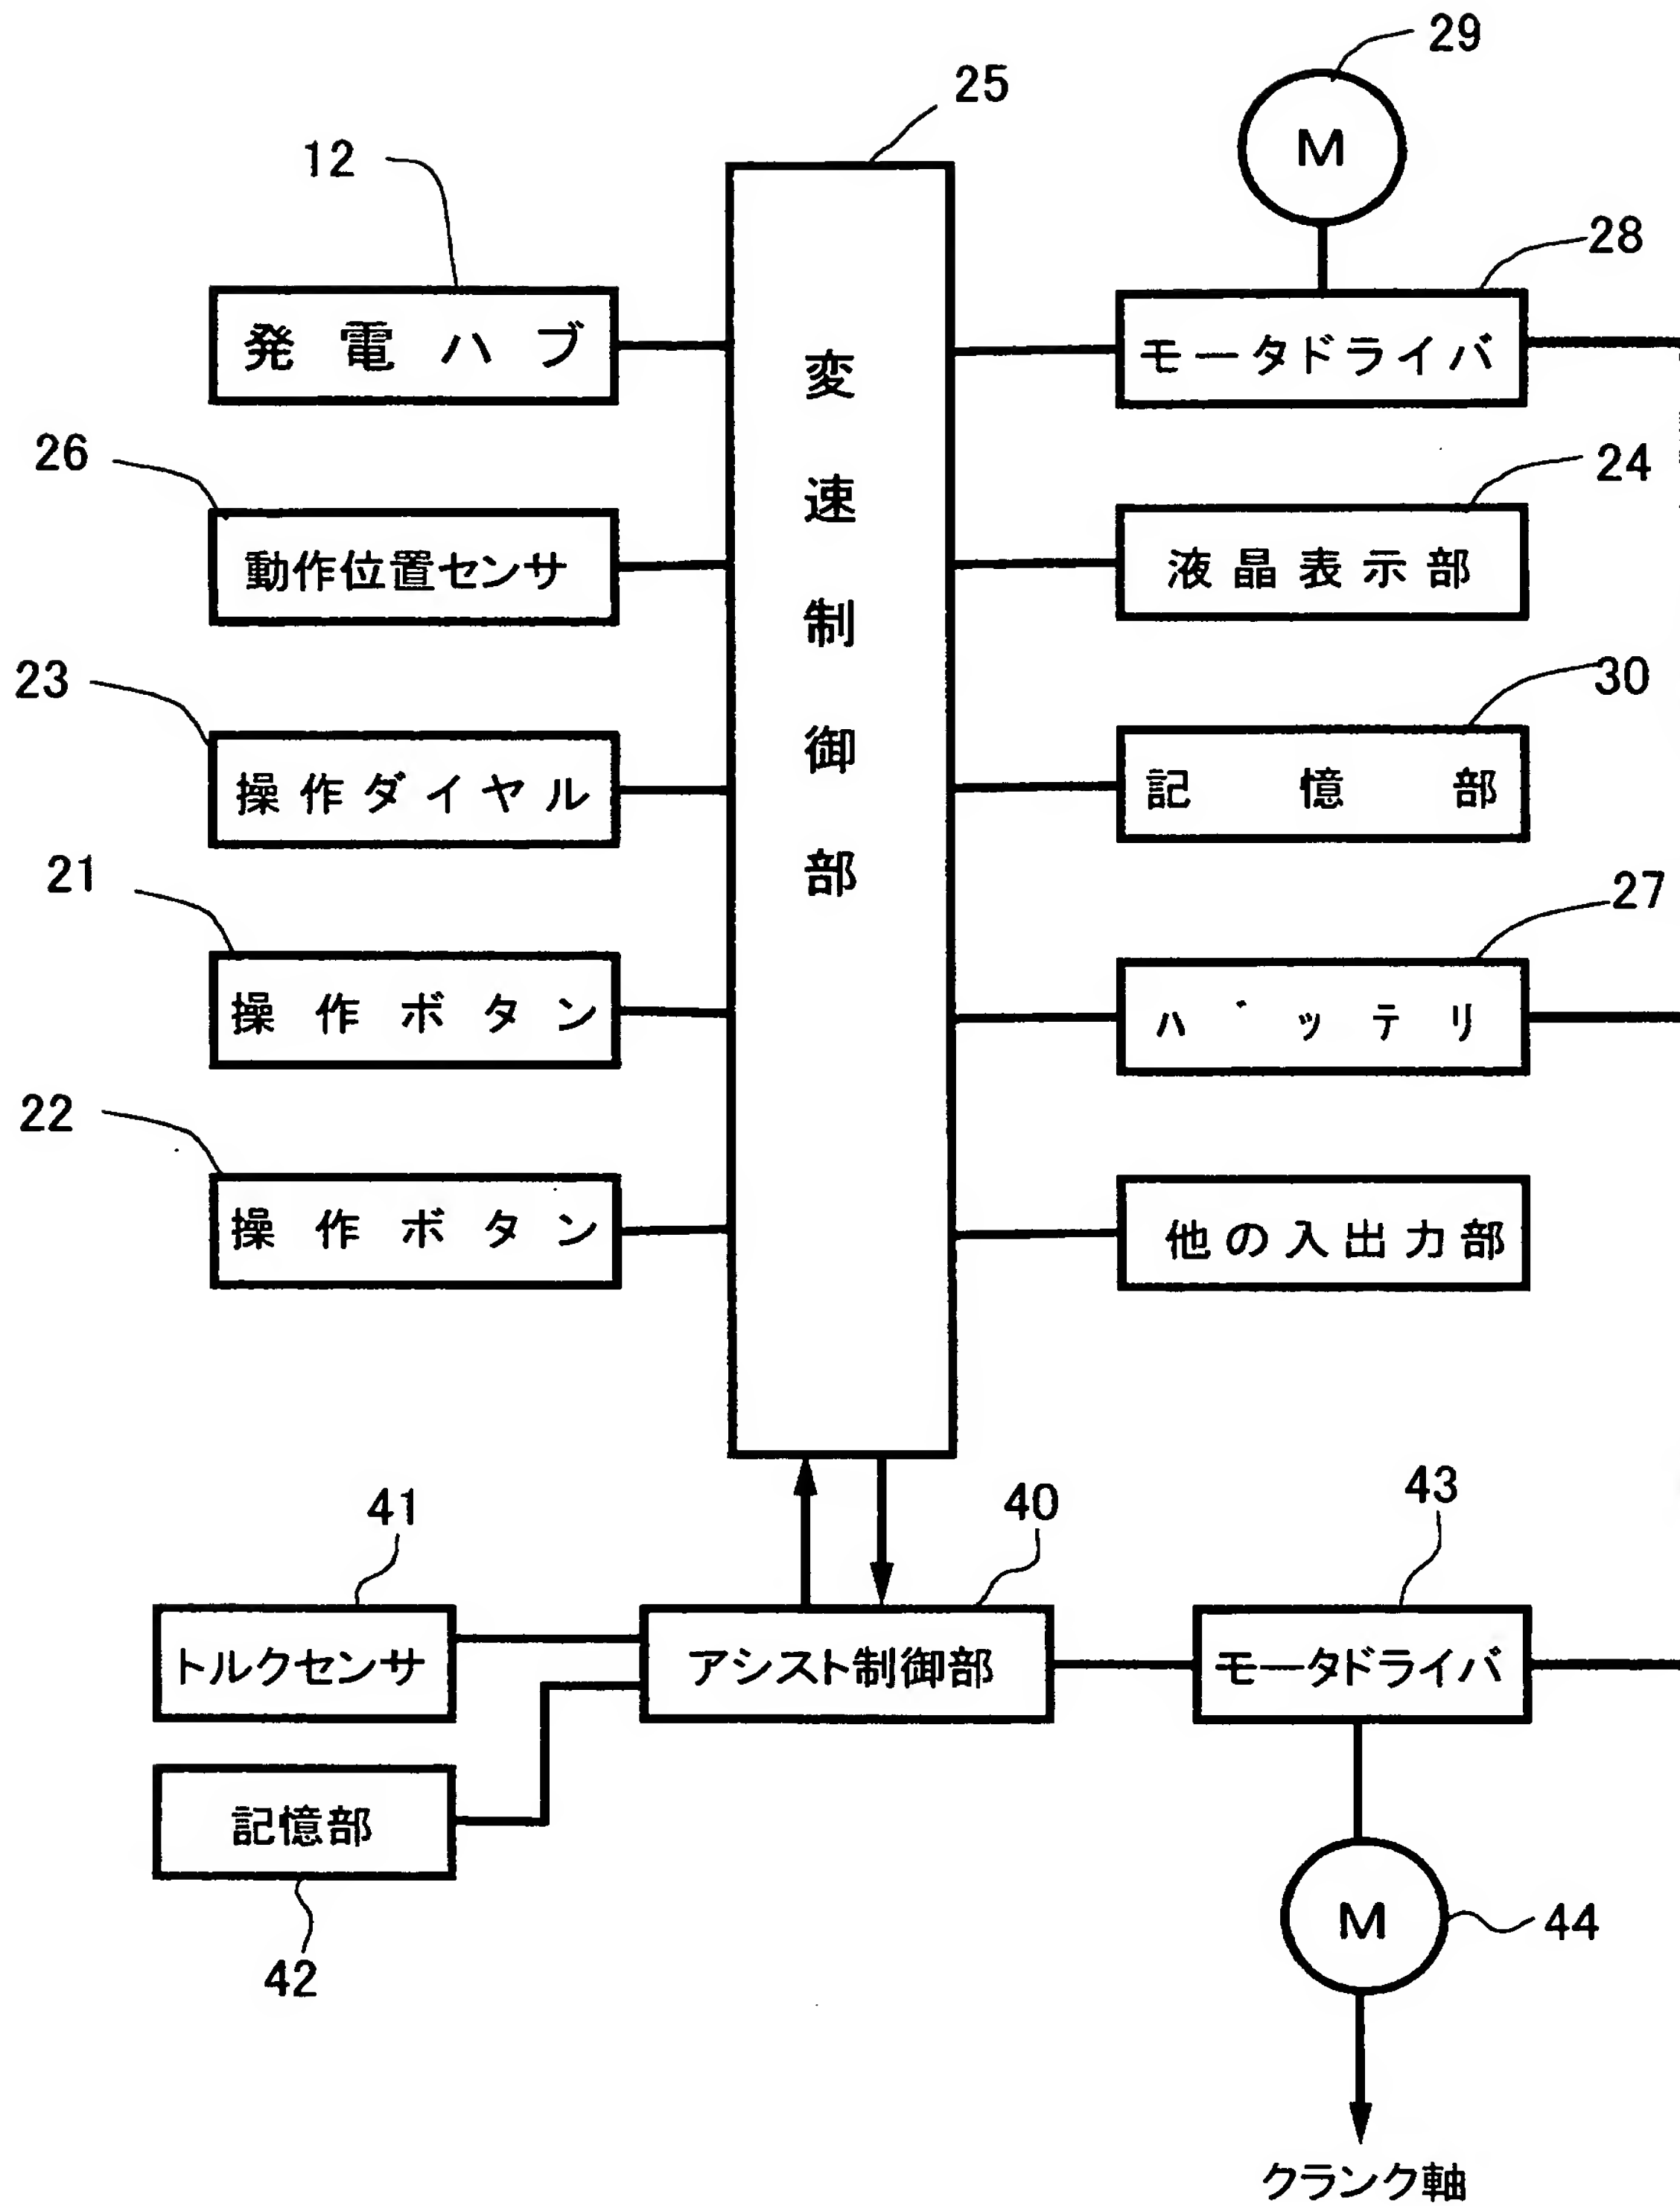 29
M
25
12
28
発電ハブ
モータドライバ
変速制御部
26
24
動作位置センサ
液晶表示部
23
30
操作ダイヤル
記憶部
21
27
操作ボタン
バッテリ
22
操作ボタン
他の入出力部
41
40
43
トルクセンサ
アシスト制御部
モータドライバ
記憶部
42
M
44
クランク軸